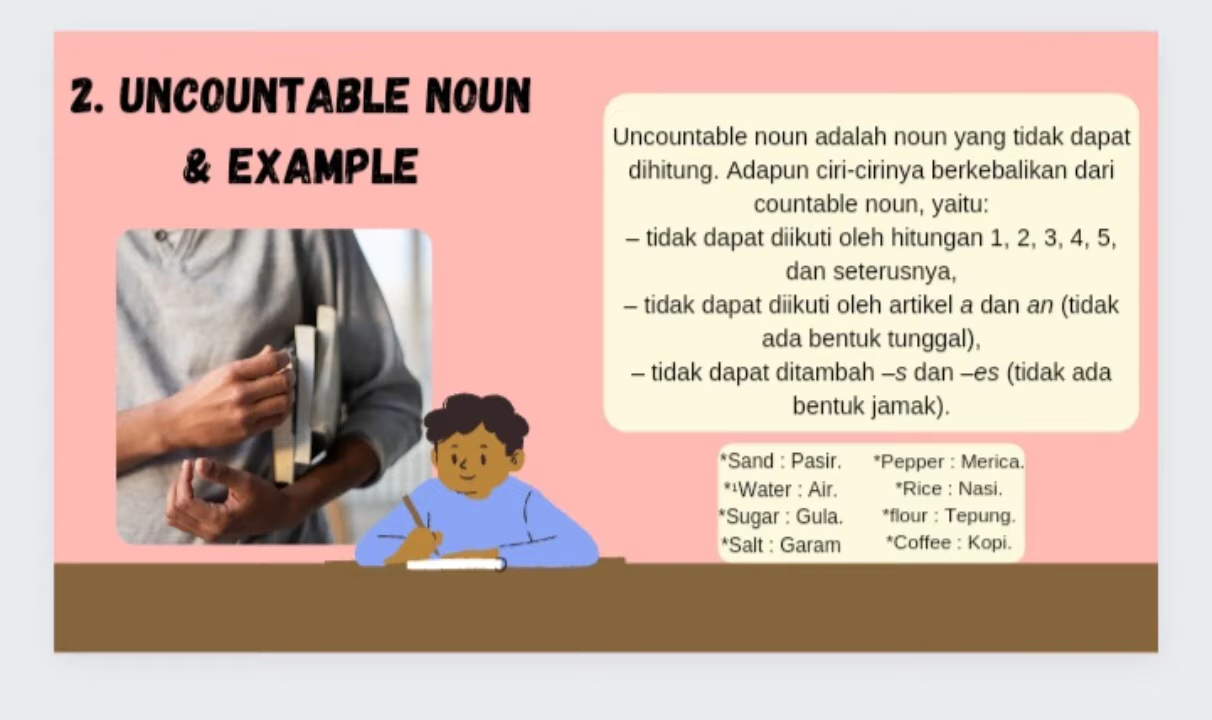 2. UNCOUNTABLE NOUN
& EXAMPLE
Uncountable noun adalah noun yang tidak dapat
dihitung. Adapun ciri-cirinya berkebalikan dari
countable noun, yaitu:
– tidak dapat diikuti oleh hitungan 1, 2, 3, 4, 5,
dan seterusnya,
– tidak dapat diikuti oleh artikel a dan an (tidak
ada bentuk tunggal),
– tidak dapat ditambah –s dan –es (tidak ada
bentuk jamak).
*Sand : Pasir.
*¹Water : Air.
*Sugar : Gula.
*Salt : Garam
*Pepper : Merica.
*Rice : Nasi.
*flour : Tepung.
*Coffee : Kopi.